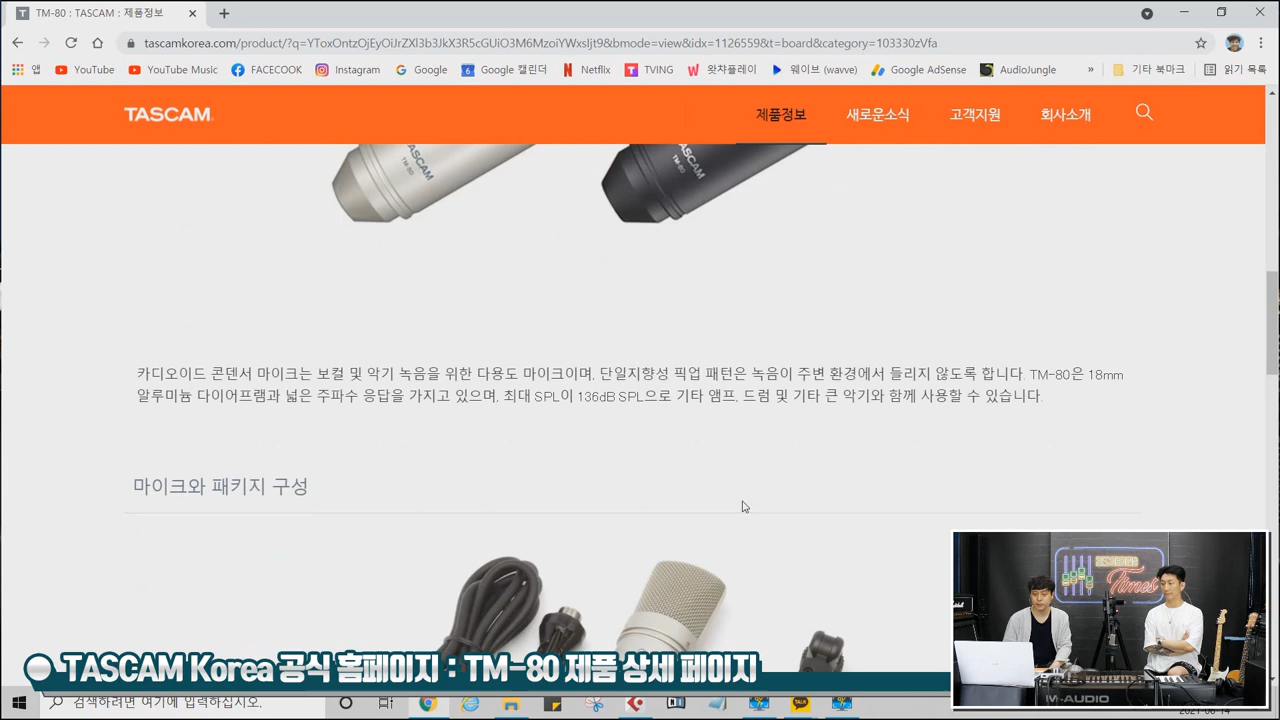 TM-80 : TASCAM : 제품정보
tascamkorea.com/product/?q=YToxOntzOjEyOiJrZXl3b3JkX3R5cGUiO3M6MzoiYWxsIjt9&bmode=view&idx=1126559&t=board&category=103330zVfa
앱 YouTube YouTube Music FACECOOK Instagram Google Google 캘린더 Netflix TVING 왓챠플레이 웨이브 (wavve) Google AdSense AudioJungle » 기타 북마크 읽기 목록
TASCAM 제품정보 새로운소식 고객지원 회사소개
TASCAM TM-80
TASCAM TM-80
카디오이드 콘덴서 마이크는 보컬 및 악기 녹음을 위한 다용도 마이크이며, 단일지향성 픽업 패턴은 녹음이 주변 환경에서 들리지 않도록 합니다. TM-80은 18mm
알루미늄 다이어프램과 넓은 주파수 응답을 가지고 있으며, 최대 SPL이 136dB SPL으로 기타 앰프, 드럼 및 기타 큰 악기와 함께 사용할 수 있습니다.
마이크와 패키지 구성
Times
M-AUDIO
TASCAM Korea 공식 홈페이지 : TM-80 제품 상세 페이지
검색하려면 여기에 입력하십시오.